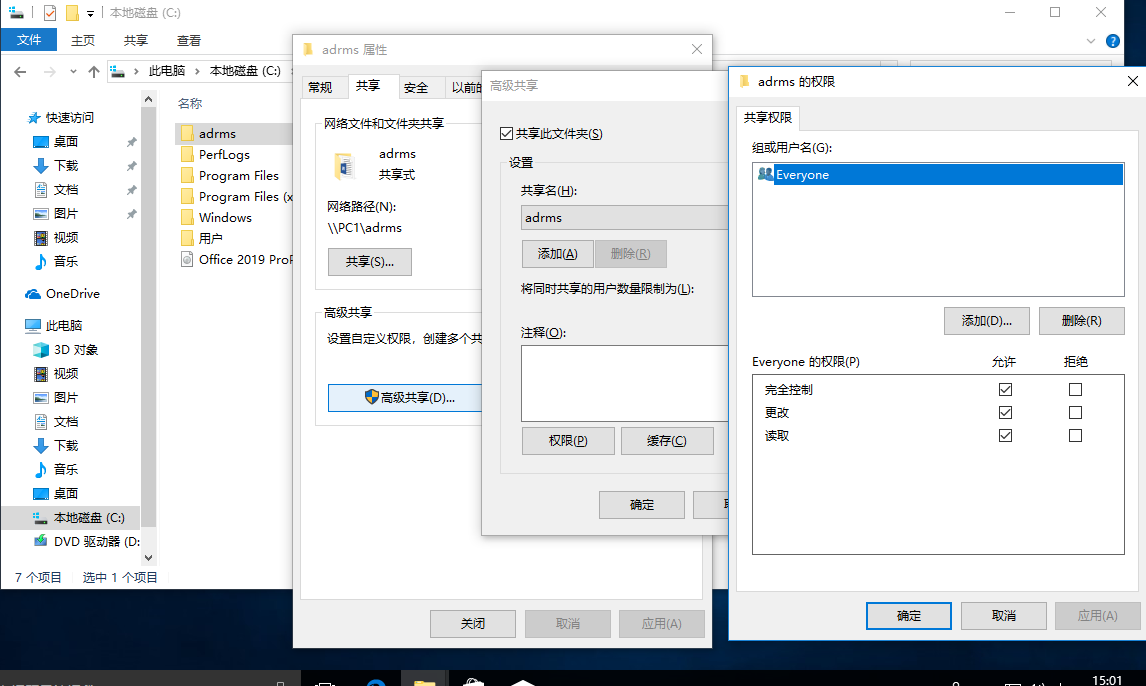 本地磁盘 (C:)
文件 主页 共享 查看
此电脑 本地磁盘 (C:)
快速访问
桌面
下载
文档
图片
视频
音乐
OneDrive
此电脑
3D 对象
视频
图片
文档
下载
音乐
桌面
本地磁盘 (C:)
DVD 驱动器 (D:
7 个项目 选中 1 个项目
名称
adrms
PerfLogs
Program Files
Program Files (x
Windows
用户
Office 2019 ProP
adrms 属性
常规 共享 安全 以前的
网络文件和文件夹共享
adrms
共享式
网络路径(N):
\\PC1\adrms
共享(S)...
高级共享
设置自定义权限，创建多个共
高级共享(D)...
关闭 取消 应用(A)
高级共享
共享此文件夹(S)
设置
共享名(H):
adrms
添加(A) 删除(R)
将同时共享的用户数量限制为(L):
注释(O):
权限(P) 缓存(C)
确定
adrms 的权限
共享权限
组或用户名(G):
Everyone
添加(D)... 删除(R)
Everyone 的权限(P) 允许 拒绝
完全控制
更改
读取
确定 取消 应用(A)
15:01